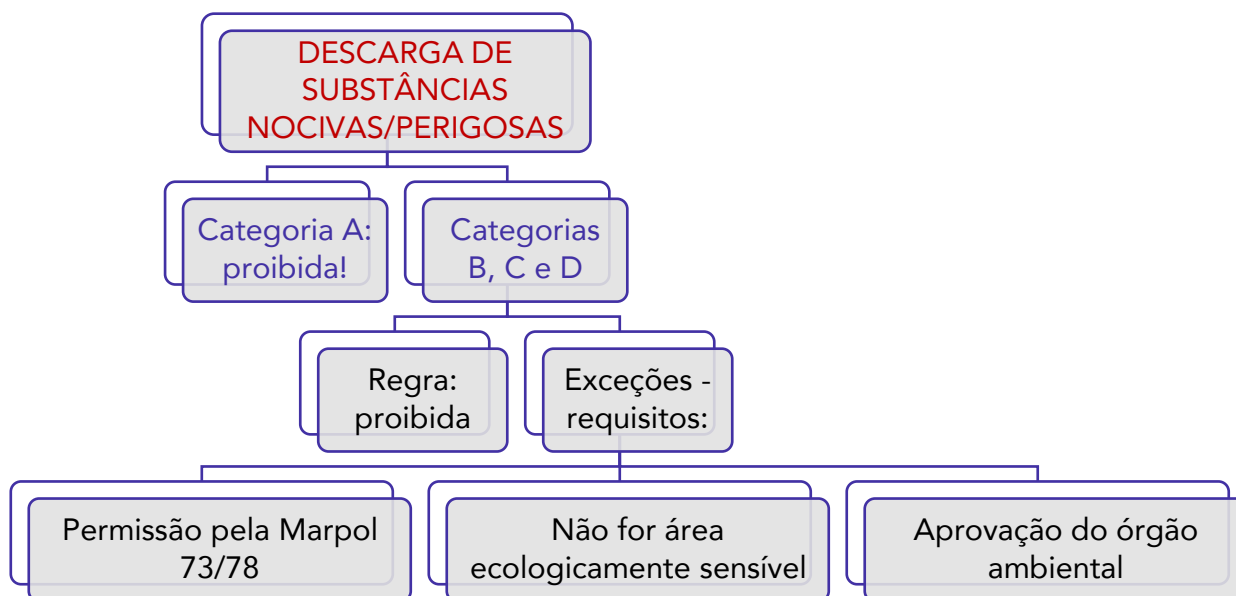 DESCARGA DE
SUBSTÂNCIAS
NOCIVAS/PERIGOSAS
Categoria A:
proibida!
Categorias
B, C e D
Regra:
proibida
Exceções -
requisitos:
Permissão pela Marpol
73/78
Não for área
ecologicamente sensível
Aprovação do órgão
ambiental